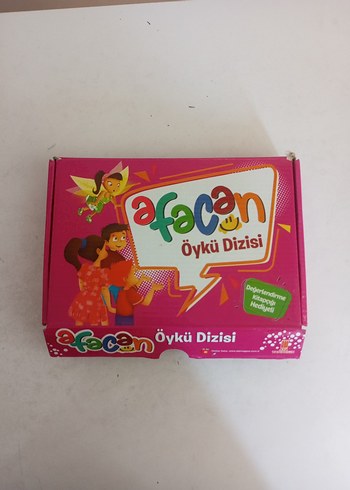 afacan
Öykü Dizisi
Değerlendirme
Kitapçığı
Hediyeli
afacan
Öykü Dizisi